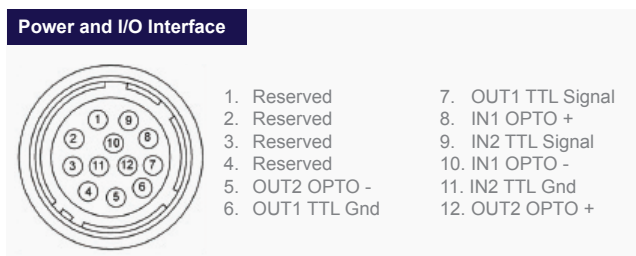 Power and I/O Interface
1 9
2 10 8
3 11 12 7
4 5 6
1. Reserved
2. Reserved
3. Reserved
4. Reserved
5. OUT2 OPTO -
6. OUT1 TTL Gnd
7. OUT1 TTL Signal
8. IN1 OPTO +
9. IN2 TTL Signal
10. IN1 OPTO -
11. IN2 TTL Gnd
12. OUT2 OPTO +